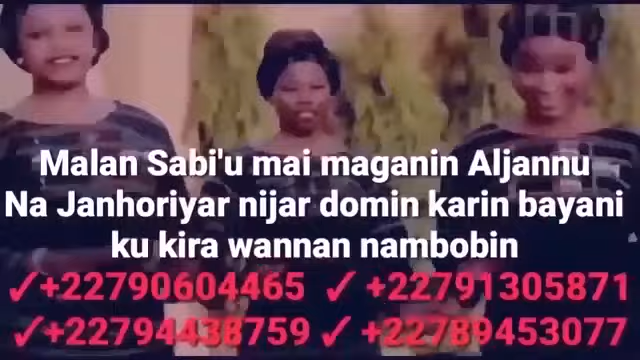 Malan Sabi'u mai maganin Aljannu
Na Janhoriyar nijar domin karin bayani
ku kira wannan nambobin
✓+22790604465 ✓ +22791305871
✓+22794438759 ✓ +22789453077